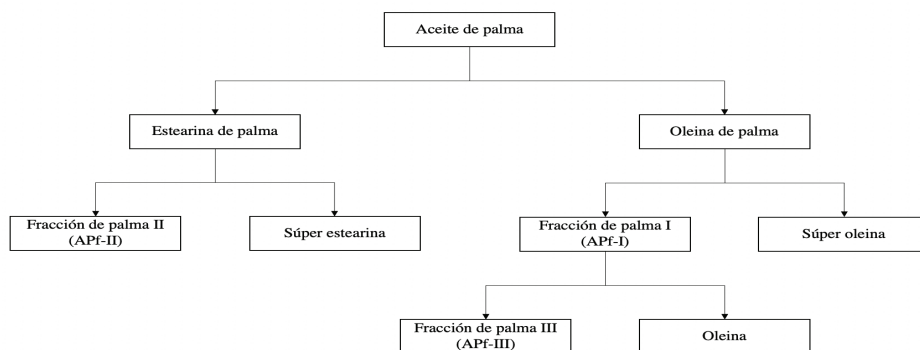 Aceite de palma
Estearina de palma
Oleina de palma
Fracción de palma II
(APf-II)
Súper estearina
Fracción de palma I
(APf-I)
Súper oleina
Fracción de palma III
(APf-III)
Oleina